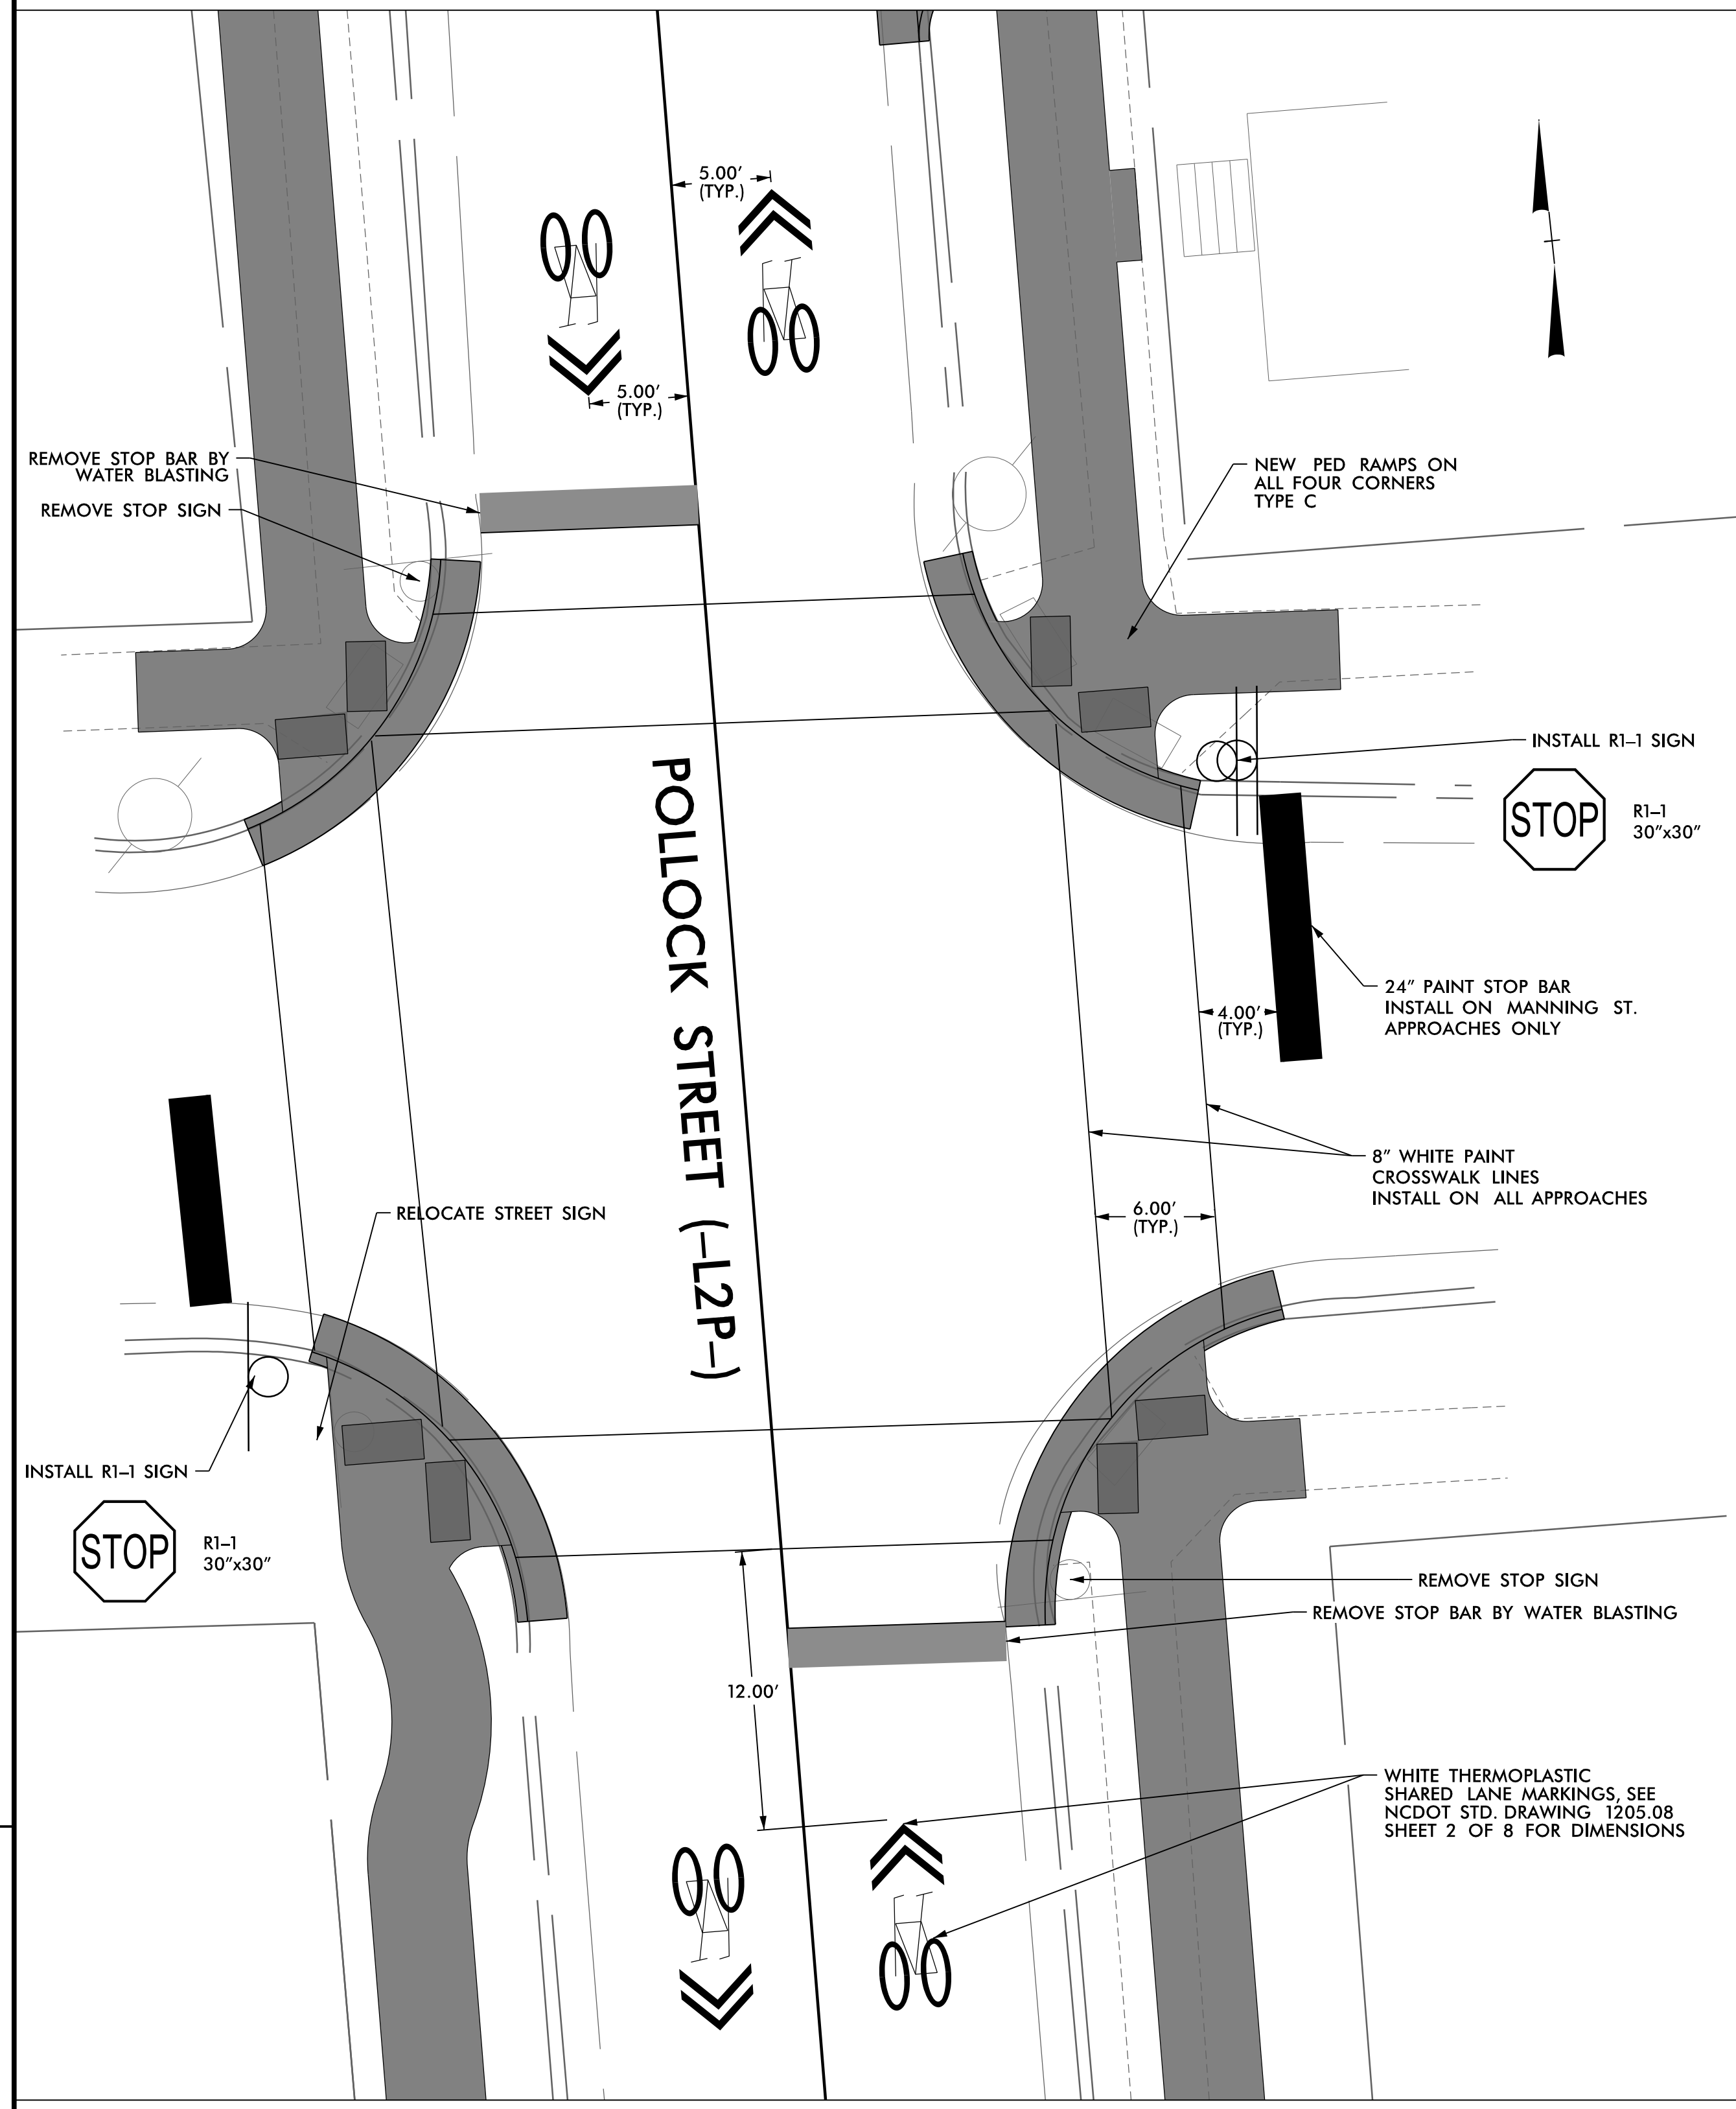 5.00'
(TYP.)
5.00'
(TYP.)
REMOVE STOP BAR BY
WATER BLASTING
REMOVE STOP SIGN
NEW PED RAMPS ON
ALL FOUR CORNERS
TYPE C
INSTALL R1-1 SIGN
STOP
R1-1
30"x30"
POLLOCK STREET (-L2P-)
24" PAINT STOP BAR
INSTALL ON MANNING ST.
APPROACHES ONLY
4.00'
(TYP.)
8" WHITE PAINT
CROSSWALK LINES
INSTALL ON ALL APPROACHES
6.00'
(TYP.)
RELOCATE STREET SIGN
INSTALL R1-1 SIGN
STOP
R1-1
30"x30"
REMOVE STOP SIGN
REMOVE STOP BAR BY WATER BLASTING
12.00'
WHITE THERMOPLASTIC
SHARED LANE MARKINGS, SEE
NCDOT STD. DRAWING 1205.08
SHEET 2 OF 8 FOR DIMENSIONS